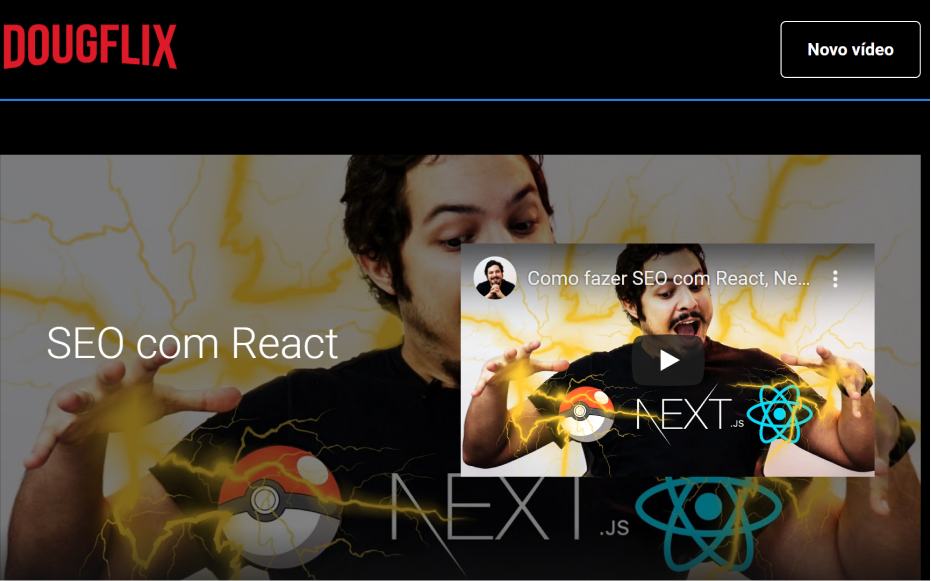 DOUGFLIX
Novo vídeo
SEO com React
Como fazer SEO com React, Ne...
NEXT.JS
NEXT.JS